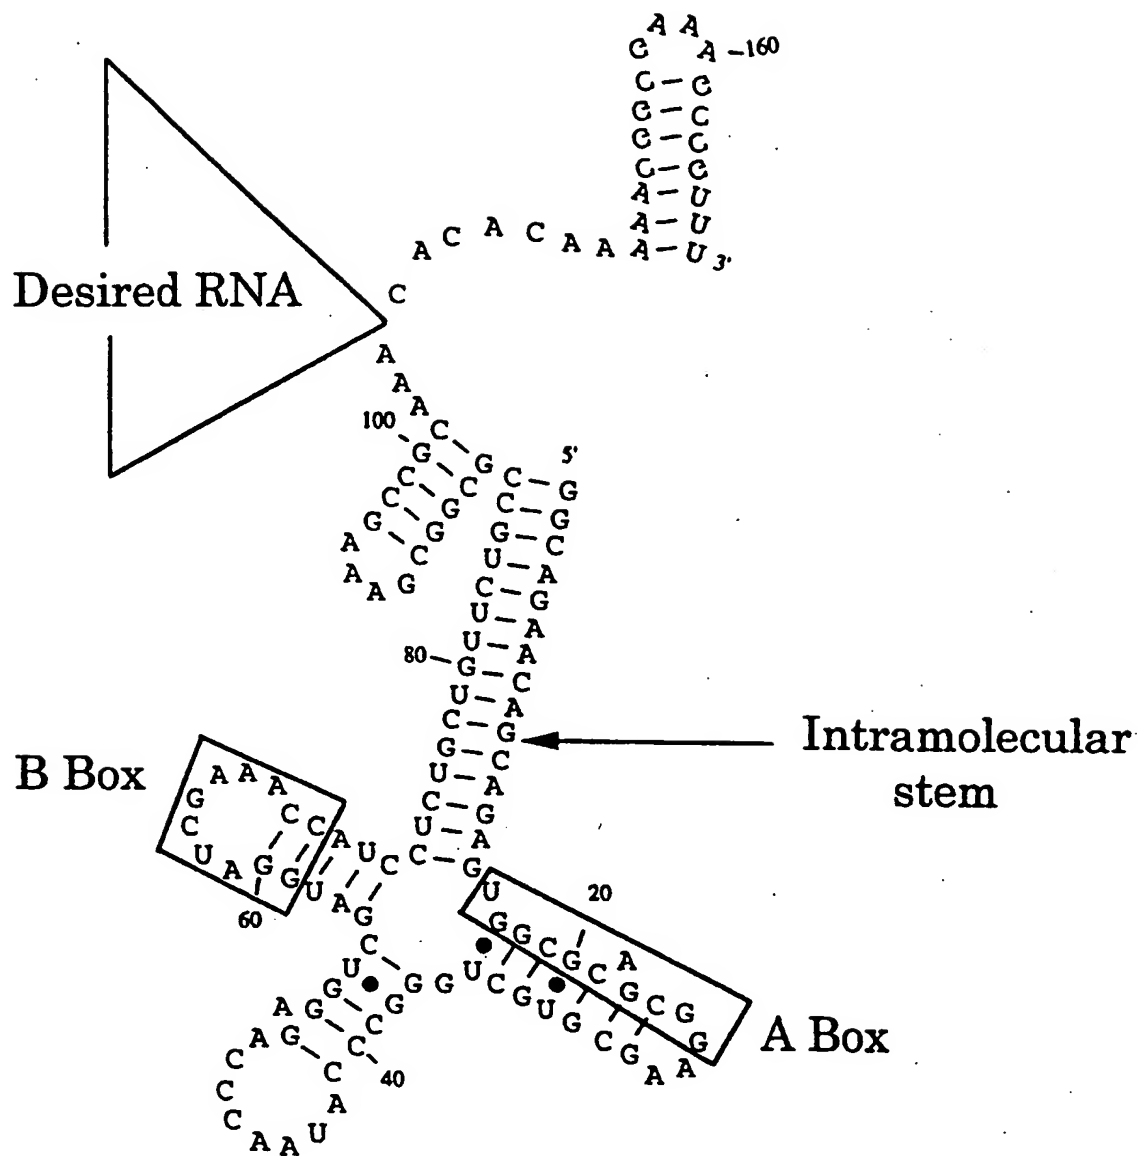 A A
C A –160
C – C
C – C
C – C
C – C
A – U
A – U
C A C A C A A A – U 3'
Desired RNA
A A A C G C C G U C U U G U C G U C U C C
100
G C C G A A A G C G G C
5'
G G C A G A A C A G C A G A G
80
Intramolecular
stem
B Box
U A C C A A A G C U A G G U A G C
60
U G G C G C A G C G G
20
A Box
A A G C G U G C U G G
G C C C A U A A C C C A G A G G U
40